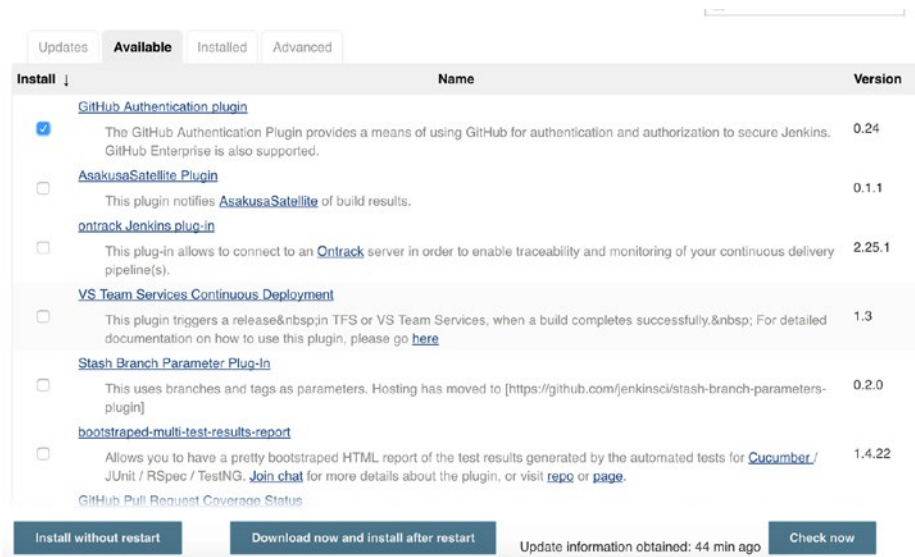 Updates Available Installed Advanced
Install ↓ Name Version
GitHub Authentication plugin
The GitHub Authentication Plugin provides a means of using GitHub for authentication and authorization to secure Jenkins. 0.24
GitHub Enterprise is also supported.
AsakusaSatellite Plugin
This plugin notifies AsakusaSatellite of build results. 0.1.1
ontrack Jenkins plug-in
This plug-in allows to connect to an Ontrack server in order to enable traceability and monitoring of your continuous delivery 2.25.1
pipeline(s).
VS Team Services Continuous Deployment
This plugin triggers a release&nbsp;in TFS or VS Team Services, when a build completes successfully.&nbsp; For detailed 1.3
documentation on how to use this plugin, please go here
Stash Branch Parameter Plug-In
This uses branches and tags as parameters. Hosting has moved to [https://github.com/jenkinsci/stash-branch-parameters- 0.2.0
plugin]
bootstraped-multi-test-results-report
Allows you to have a pretty bootstraped HTML report of the test results generated by the automated tests for Cucumber / 1.4.22
JUnit / RSpec / TestNG. Join chat for more details about the plugin, or visit repo or page.
GitHub Pull Request Coverage Status
Install without restart Download now and install after restart Update information obtained: 44 min ago Check now